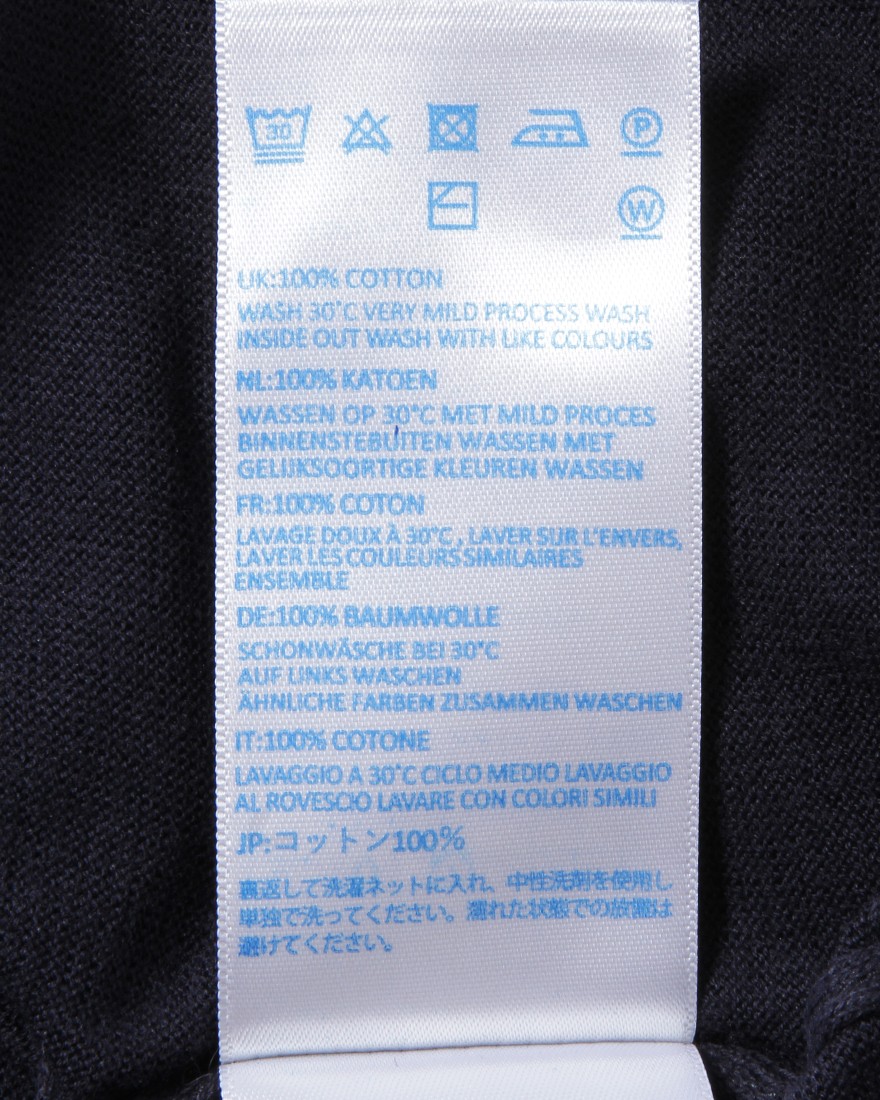 30
P
W
UK:100% COTTON
WASH 30°C VERY MILD PROCESS WASH
INSIDE OUT WASH WITH LIKE COLOURS
NL:100% KATOEN
WASSEN OP 30°C MET MILD PROCES
BINNENSTEBUITEN WASSEN MET
GELIJKSOORTIGE KLEUREN WASSEN
FR:100% COTON
LAVAGE DOUX À 30°C , LAVER SUR L'ENVERS,
LAVER LES COULEURS SIMILAIRES
ENSEMBLE
DE:100% BAUMWOLLE
SCHONWÄSCHE BEI 30°C
AUF LINKS WASCHEN
ÄHNLICHE FARBEN ZUSAMMEN WASCHEN
IT:100% COTONE
LAVAGGIO A 30°C CICLO MEDIO LAVAGGIO
AL ROVESCIO LAVARE CON COLORI SIMILI
JP:コットン100%
裏返して洗濯ネットに入れ、中性洗剤を使用し
単独で洗ってください。濡れた状態での放置は
避けてください。